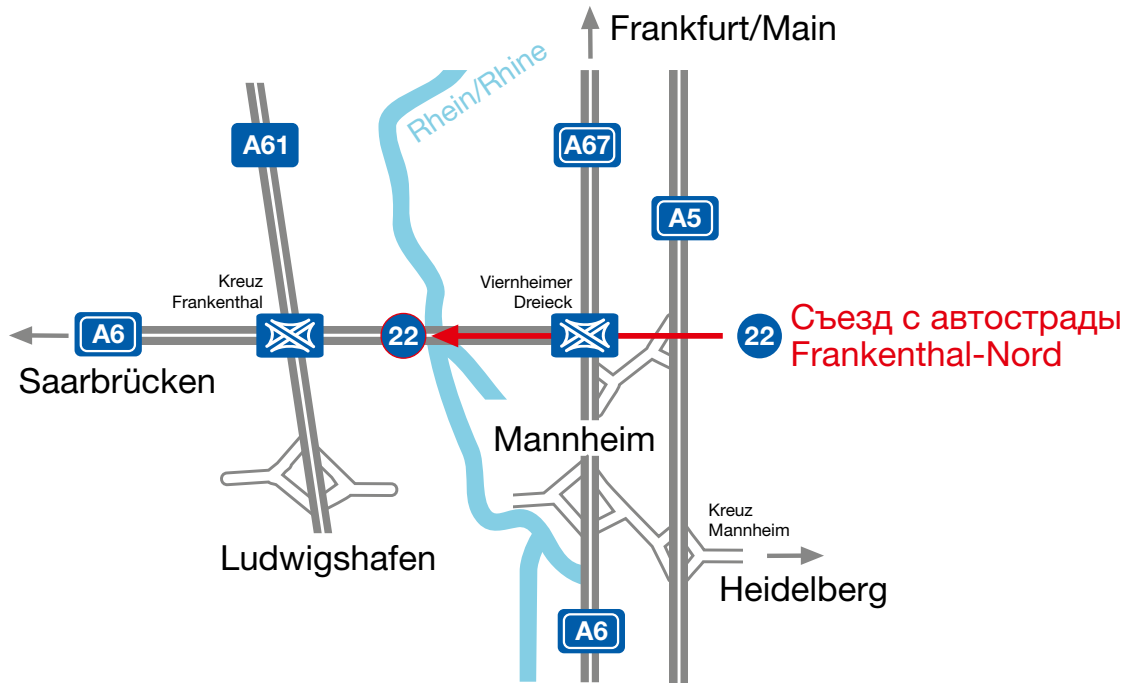 Frankfurt/Main
Rhein/Rhine
A61
A67
A5
Kreuz
Frankenthal
Viernheimer
Dreieck
A6
22
22
Съезд с автострады
Frankenthal-Nord
Saarbrücken
Mannheim
Kreuz
Mannheim
Ludwigshafen
Heidelberg
A6